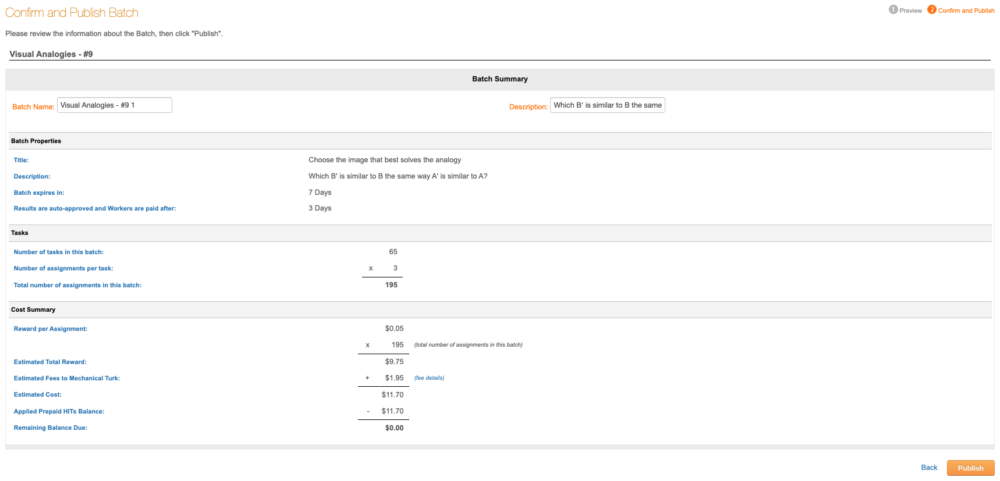 Confirm and Publish Batch
1 Preview 2 Confirm and Publish
Please review the information about the Batch, then click "Publish".
Visual Analogies - #9
Batch Summary
Batch Name: Visual Analogies - #9 1 Description: Which B' is similar to B the same
Batch Properties
Title: Choose the image that best solves the analogy
Description: Which B' is similar to B the same way A' is similar to A?
Batch expires in: 7 Days
Results are auto-approved and Workers are paid after: 3 Days
Tasks
Number of tasks in this batch: 65
Number of assignments per task: x 3
Total number of assignments in this batch: 195
Cost Summary
Reward per Assignment: $0.05
x 195 (total number of assignments in this batch)
Estimated Total Reward: $9.75
Estimated Fees to Mechanical Turk: + $1.95 (fee details)
Estimated Cost: $11.70
Applied Prepaid HITs Balance: - $11.70
Remaining Balance Due: $0.00
Back Publish